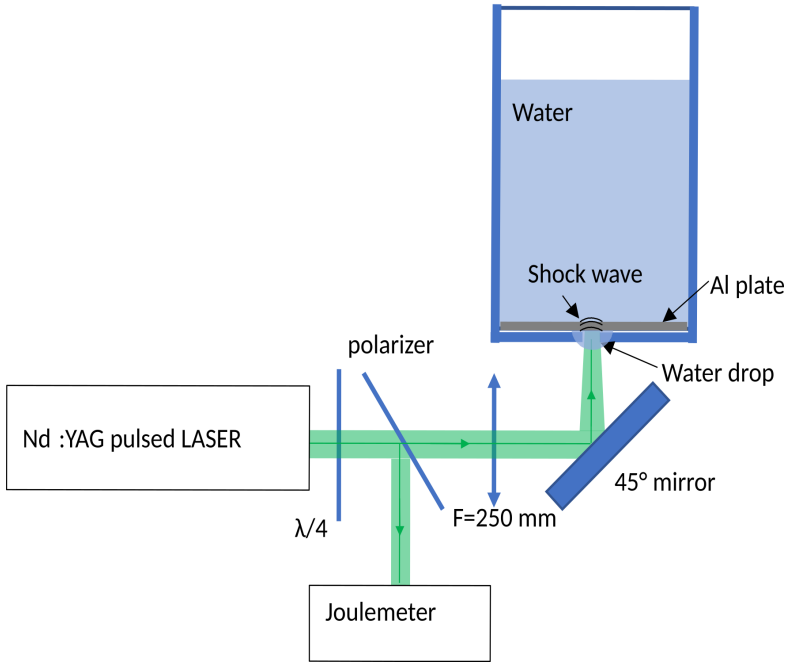 Water
Shock wave
Al plate
polarizer
Water drop
Nd :YAG pulsed LASER
45° mirror
F=250 mm
λ/4
Joulemeter